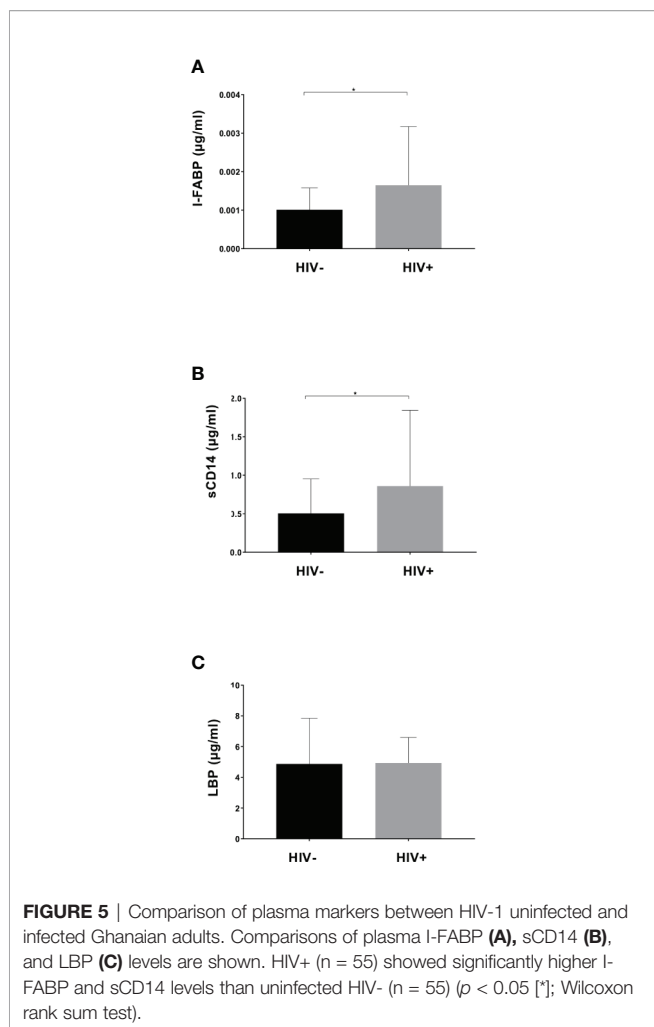 A
*
0.004
0.003
0.002
0.001
0.000
I-FABP (µg/ml)
HIV- HIV+
B
*
2.0
1.5
1.0
0.5
0.0
sCD14 (µg/ml)
HIV- HIV+
C
10
8
6
4
2
0
LBP (µg/ml)
HIV- HIV+
FIGURE 5 | Comparison of plasma markers between HIV-1 uninfected and
infected Ghanaian adults. Comparisons of plasma I-FABP (A), sCD14 (B),
and LBP (C) levels are shown. HIV+ (n = 55) showed significantly higher I-
FABP and sCD14 levels than uninfected HIV- (n = 55) (p < 0.05 [*]; Wilcoxon
rank sum test).